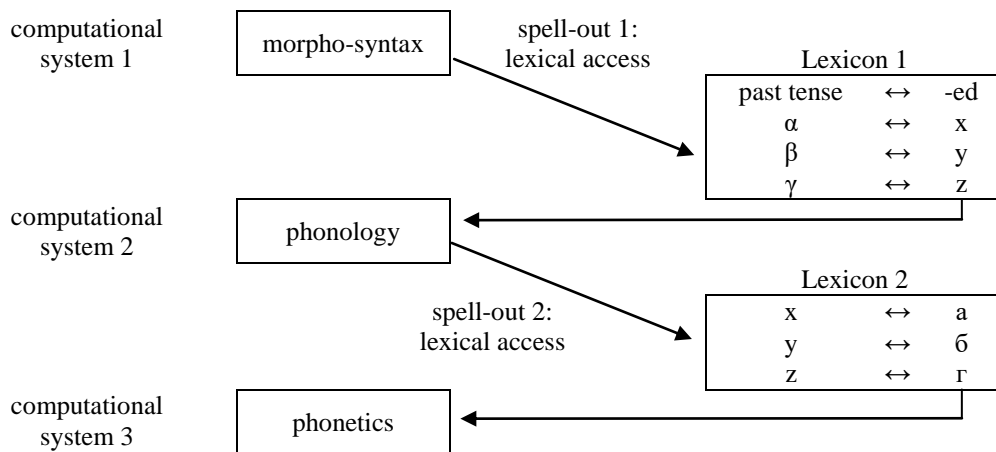 computational
system 1
morpho-syntax
spell-out 1:
lexical access
Lexicon 1
past tense ↔ -ed
α ↔ x
β ↔ y
γ ↔ z
computational
system 2
phonology
spell-out 2:
lexical access
Lexicon 2
x ↔ а
y ↔ б
z ↔ г
computational
system 3
phonetics